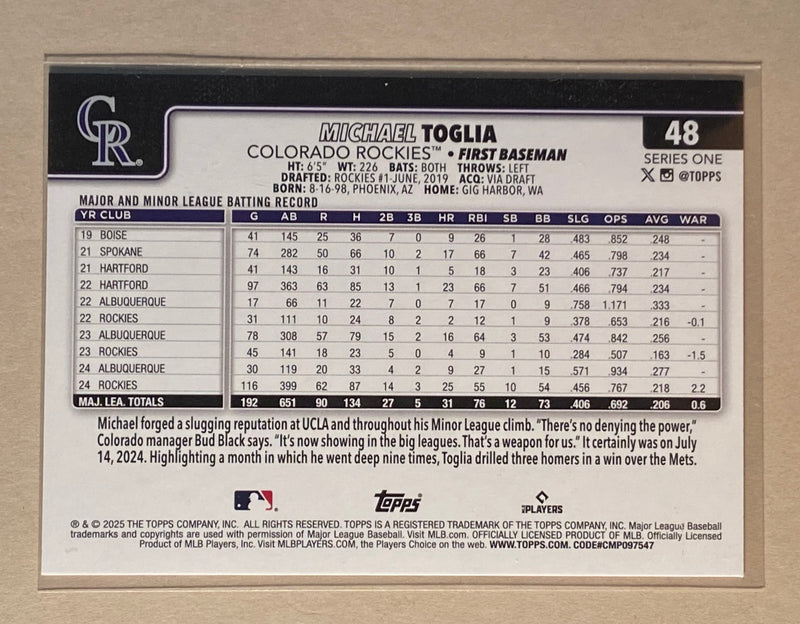 CR®
MICHAEL TOGLIA
48
COLORADO ROCKIES™ • FIRST BASEMAN
SERIES ONE
HT: 6'5" WT: 226 BATS: BOTH THROWS: LEFT
DRAFTED: ROCKIES #1-JUNE, 2019 ACQ: VIA DRAFT
X @TOPPS
BORN: 8-16-98, PHOENIX, AZ HOME: GIG HARBOR, WA
MAJOR AND MINOR LEAGUE BATTING RECORD
YR CLUB G AB R H 2B 3B HR RBI SB BB SLG OPS AVG WAR
19 BOISE 41 145 25 36 7 0 9 26 1 28 .483 .852 .248 -
21 SPOKANE 74 282 50 66 10 2 17 66 7 42 .465 .798 .234 -
21 HARTFORD 41 143 16 31 10 1 5 18 3 23 .406 .737 .217 -
22 HARTFORD 97 363 63 85 13 1 23 66 7 51 .466 .794 .234 -
22 ALBUQUERQUE 17 66 11 22 7 0 7 17 0 9 .758 1.171 .333 -
22 ROCKIES 31 111 10 24 8 2 2 12 1 9 .378 .653 .216 -0.1
23 ALBUQUERQUE 78 308 57 79 15 2 16 64 3 53 .474 .842 .256 -
23 ROCKIES 45 141 18 23 5 0 4 9 1 10 .284 .507 .163 -1.5
24 ALBUQUERQUE 30 119 20 33 4 2 9 27 1 15 .571 .934 .277 -
24 ROCKIES 116 399 62 87 14 3 25 55 10 54 .456 .767 .218 2.2
MAJ. LEA. TOTALS 192 651 90 134 27 5 31 76 12 73 .406 .692 .206 0.6
Michael forged a slugging reputation at UCLA and throughout his Minor League climb. "There's no denying the power,"
Colorado manager Bud Black says. "It's now showing in the big leagues. That's a weapon for us." It certainly was on July
14, 2024. Highlighting a month in which he went deep nine times, Toglia drilled three homers in a win over the Mets.
TOPPS®
MLB PLAYERS
® & © 2025 THE TOPPS COMPANY, INC. ALL RIGHTS RESERVED. TOPPS IS A REGISTERED TRADEMARK OF THE TOPPS COMPANY, INC. Major League Baseball
trademarks and copyrights are used with permission of Major League Baseball. Visit MLB.com. OFFICIALLY LICENSED PRODUCT OF MLB. Officially Licensed
Product of MLB Players, Inc. Visit MLBPLAYERS.COM, the Players Choice on the web. WWW.TOPPS.COM. CODE#CMP097547